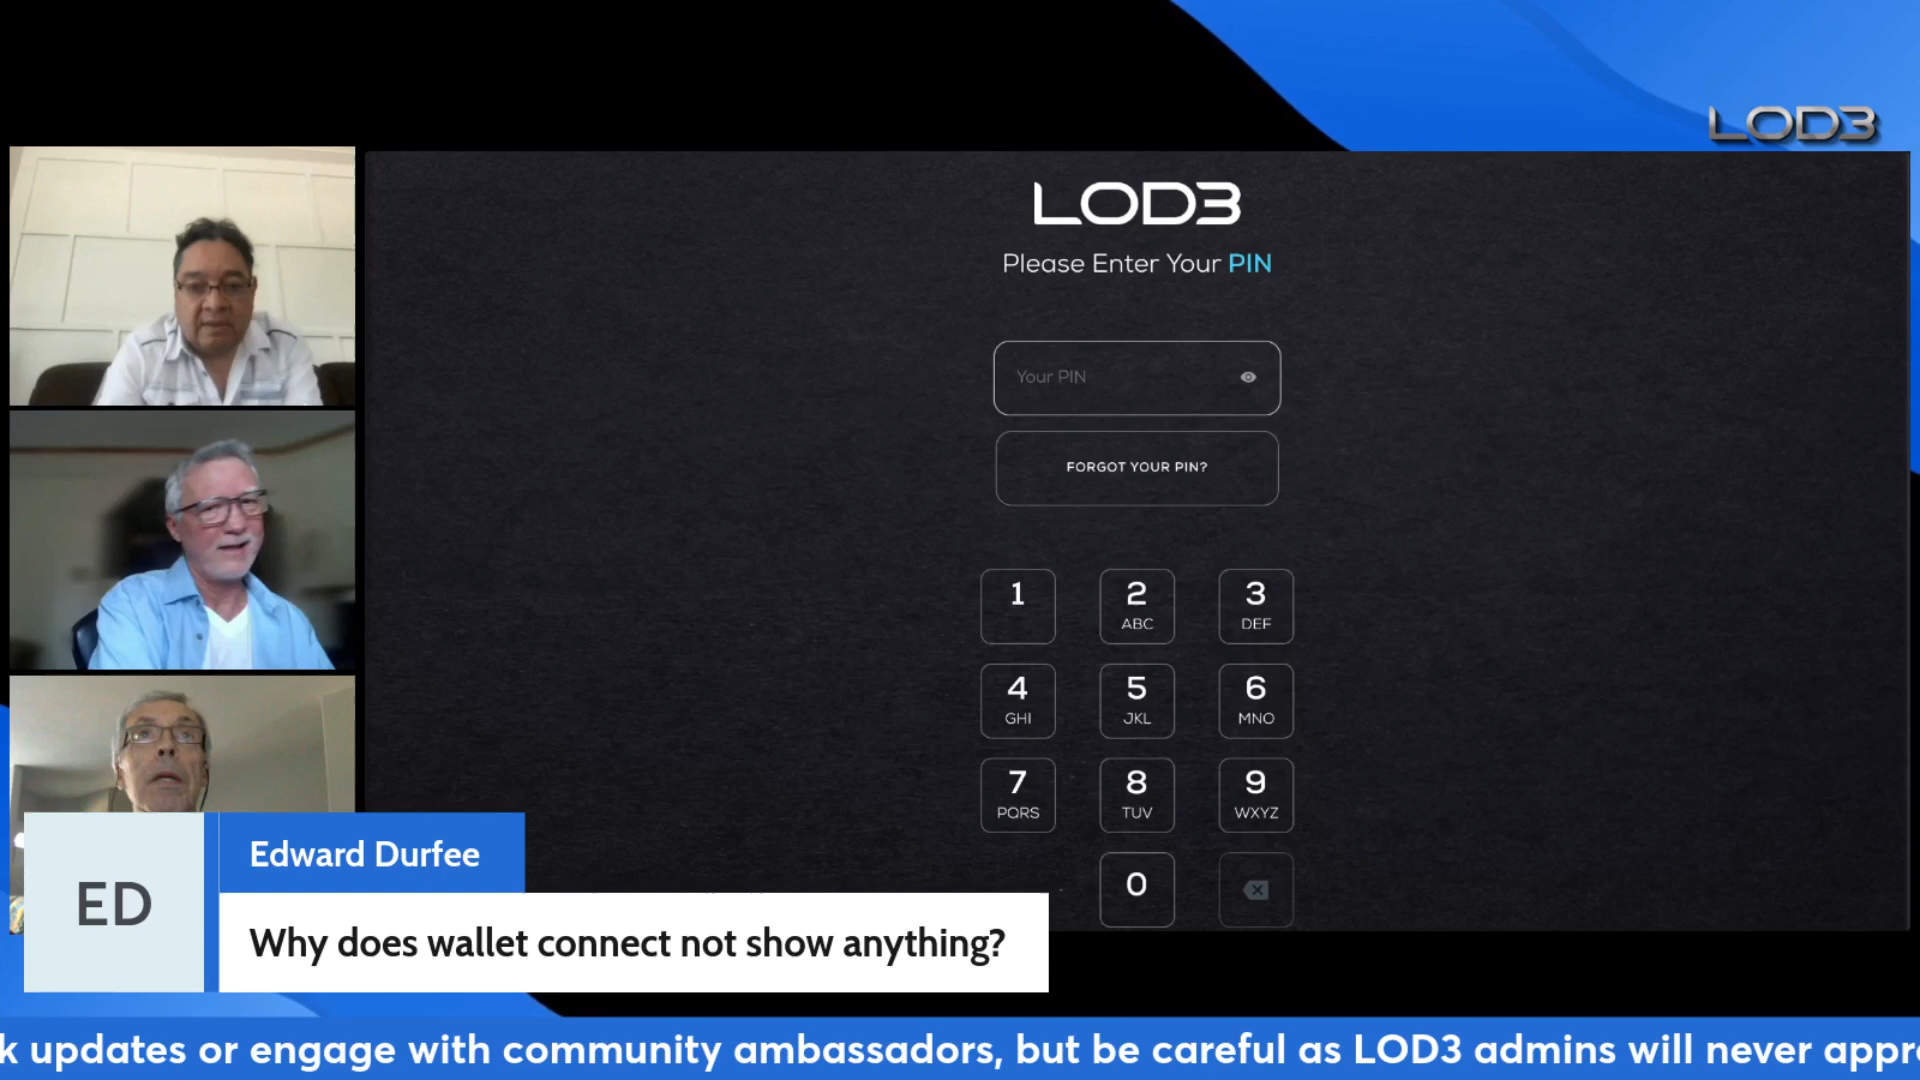 LOD3
LOD3
Please Enter Your PIN
Your PIN
FORGOT YOUR PIN?
1
2
ABC
3
DEF
4
GHI
5
JKL
6
MNO
7
PQRS
8
TUV
9
WXYZ
0
ED
Edward Durfee
Why does wallet connect not show anything?
updates or engage with community ambassadors, but be careful as LOD3 admins will never